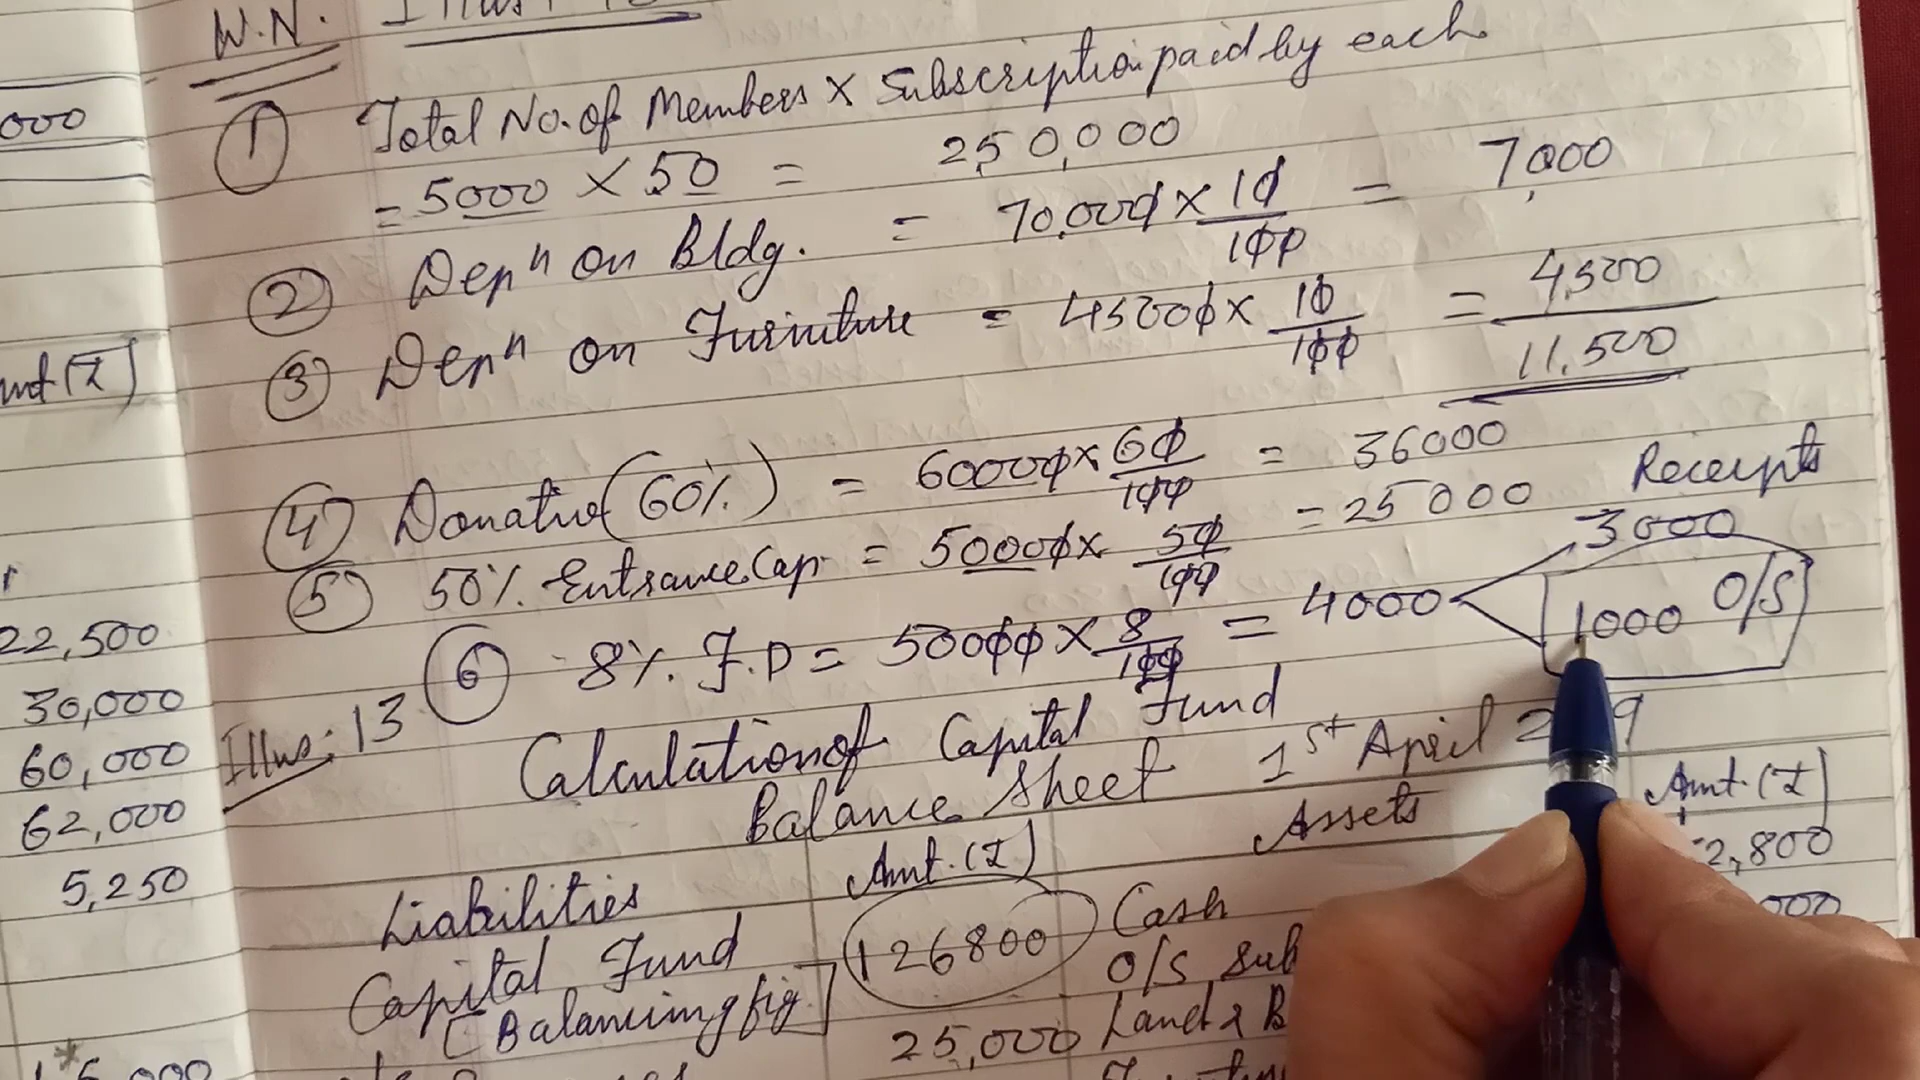 000
mt.(₹)
22,500
30,000
60,000
62,000
5,250
W.N.
① Total No. of Members × Subscription paid by each
= 5000 × 50 = 250,000
② Depn on Bldg. = 70,000 × 10/100 = 7,000
③ Depn on Furniture = 45000 × 10/100 = 4,500
11,500
④ Donation (60%) = 60000 × 60/100 = 36000
⑤ 50% Entrance Cap. = 50000 × 50/100 = 25000
Receipts
⑥ 8% F.D = 50000 × 8/100 = 4000
3000
1000 O/S
Illus: 13
Calculation of Capital Fund
Balance Sheet 1st April
Liabilities Amt.(₹) Assets Amt.(₹)
Capital Fund 126800 Cash 2,800
[Balancing fig] O/S Sub 000
25,000 Land & B